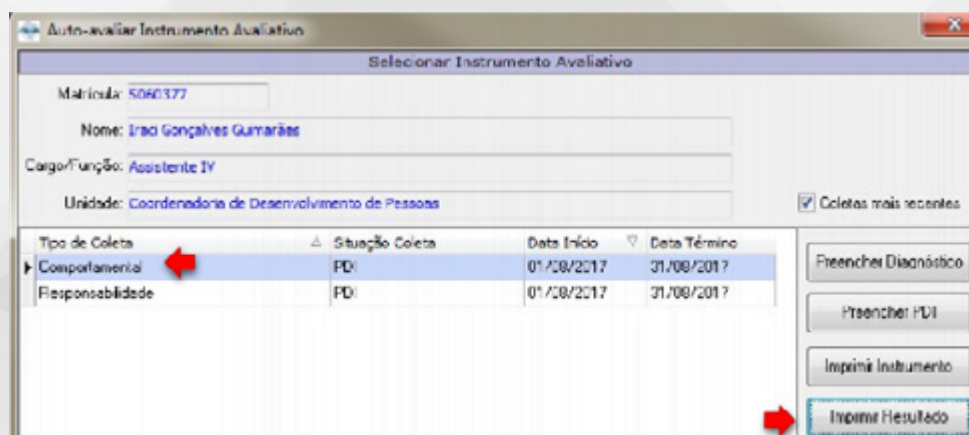 Auto-avaliar Instrumento Avaliativo
Selecionar Instrumento Avaliativo
Matrícula: 5060377
Nome: Iraci Gonçalves Gumarães
Cargo/Função: Assistente IV
Unidade: Coordenadoria de Desenvolvimento de Pessoas
Coletas mais recentes
Tipo de Coleta Situação Coleta Data Início Data Término
Comportamental PDI 01/08/2017 31/08/2017
Responsabilidade PDI 01/08/2017 31/08/2017
Preencher Diagnóstico
Preencher PDI
Imprimir Instrumento
Imprimir Resultado